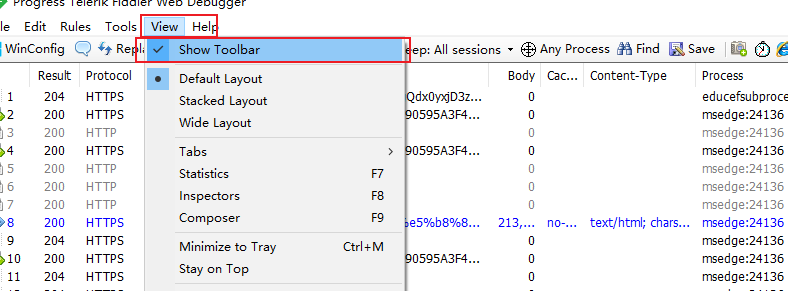 Progress Telerik Fiddler Web Debugger
File Edit Rules Tools View Help
WinConfig Repla eep: All sessions Any Process Find Save
Show Toolbar
Result Protocol Body Cac... Content-Type Process
Default Layout
1 204 HTTPS Qdx0yxjD3z... 0 educefsubproce
Stacked Layout
2 200 HTTPS 90595A3F4... 0 msedge:24136
Wide Layout
3 200 HTTP 0 msedge:24136
4 200 HTTPS 90595A3F4... 0 msedge:24136
Tabs
5 200 HTTP 0 msedge:24136
Statistics F7
6 200 HTTP 0 msedge:24136
Inspectors F8
7 200 HTTP 0 msedge:24136
Composer F9
8 200 HTTPS %e5%b8%8... 213,... no-... text/html; chars... msedge:24136
9 204 HTTPS 0 msedge:24136
Minimize to Tray Ctrl+M
10 200 HTTPS 90595A3F4... 0 msedge:24136
Stay on Top
11 204 HTTPS 0 msedge:24136